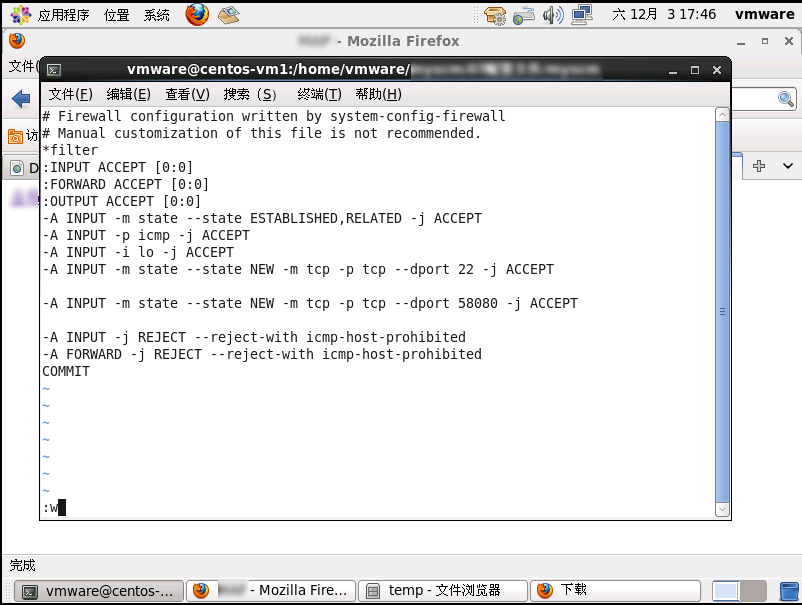 应用程序 位置 系统 六 12月 3 17:46 vmware
- Mozilla Firefox
文件(
vmware@centos-vm1:/home/vmware/
文件(F) 编辑(E) 查看(V) 搜索 (S) 终端(T) 帮助(H)
# Firewall configuration written by system-config-firewall
# Manual customization of this file is not recommended.
*filter
:INPUT ACCEPT [0:0]
:FORWARD ACCEPT [0:0]
:OUTPUT ACCEPT [0:0]
-A INPUT -m state --state ESTABLISHED,RELATED -j ACCEPT
-A INPUT -p icmp -j ACCEPT
-A INPUT -i lo -j ACCEPT
-A INPUT -m state --state NEW -m tcp -p tcp --dport 22 -j ACCEPT
-A INPUT -m state --state NEW -m tcp -p tcp --dport 58080 -j ACCEPT
-A INPUT -j REJECT --reject-with icmp-host-prohibited
-A FORWARD -j REJECT --reject-with icmp-host-prohibited
COMMIT
~
~
~
~
~
~
~
:w
访
D
完成
vmware@centos-... - Mozilla Fire... temp - 文件浏览器 下载